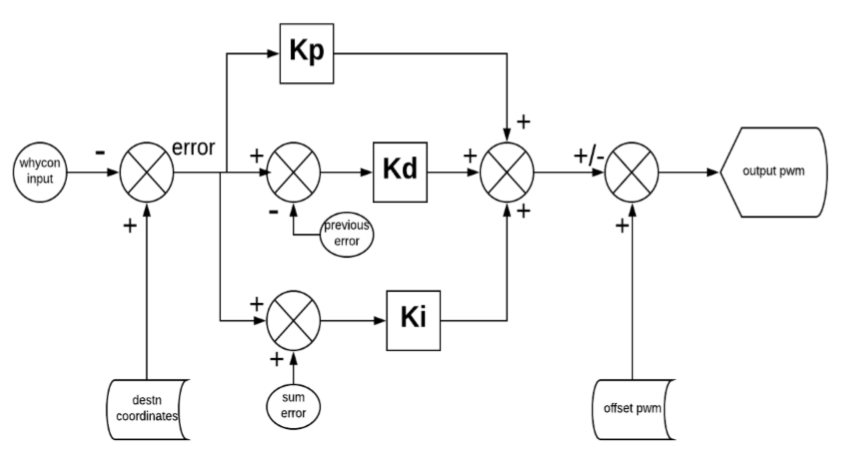 Kp
+
-
error
+
+
+/-
whycon
input
Kd
output pwm
+
-
+
+
previous
error
+
Ki
+
destn
coordinates
sum
error
offset pwm